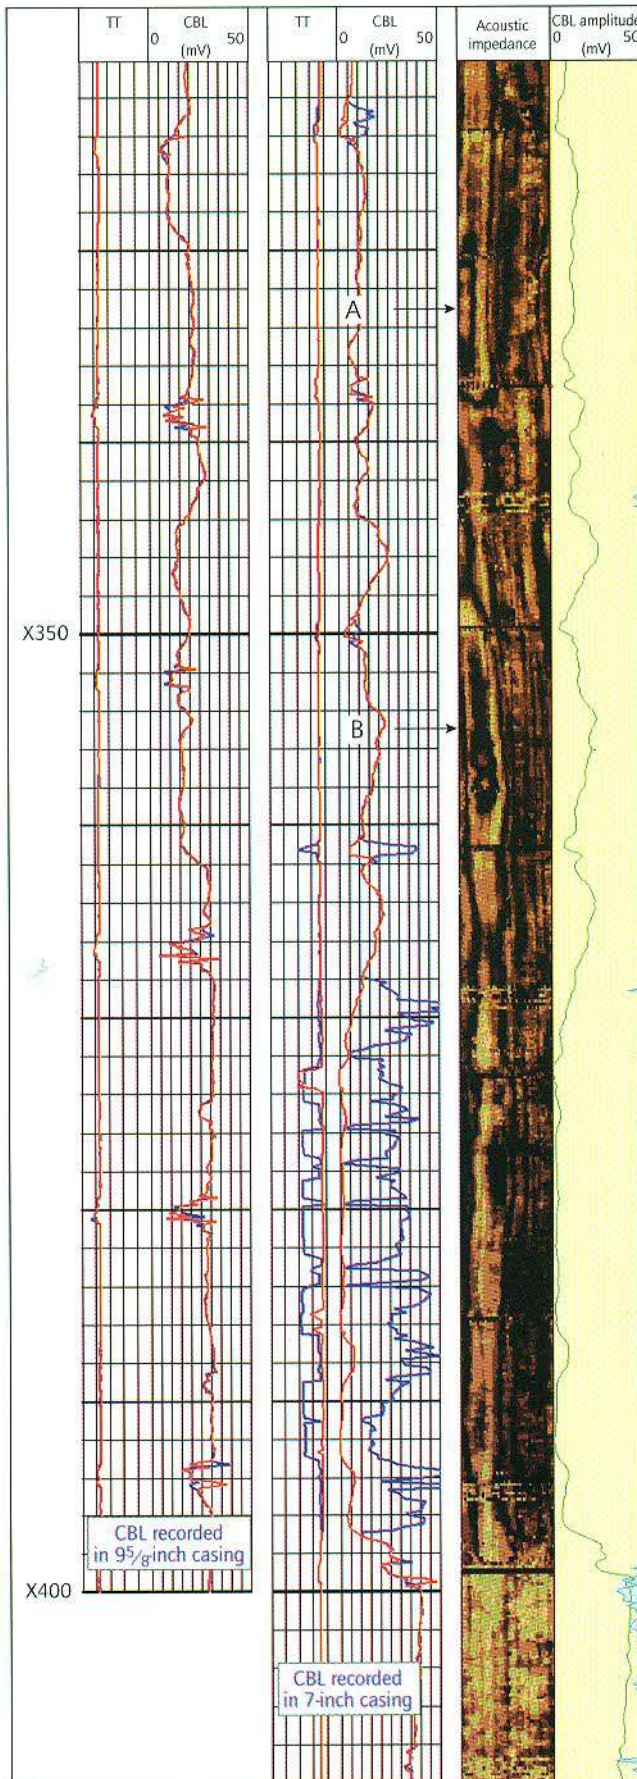 TT
CBL
0
50
(mV)
TT
CBL
0
50
(mV)
Acoustic
impedance
CBL amplitude
0
50
(mV)
A
X350
B
CBL recorded
in 9⁵⁄₈-inch casing
X400
CBL recorded
in 7-inch casing